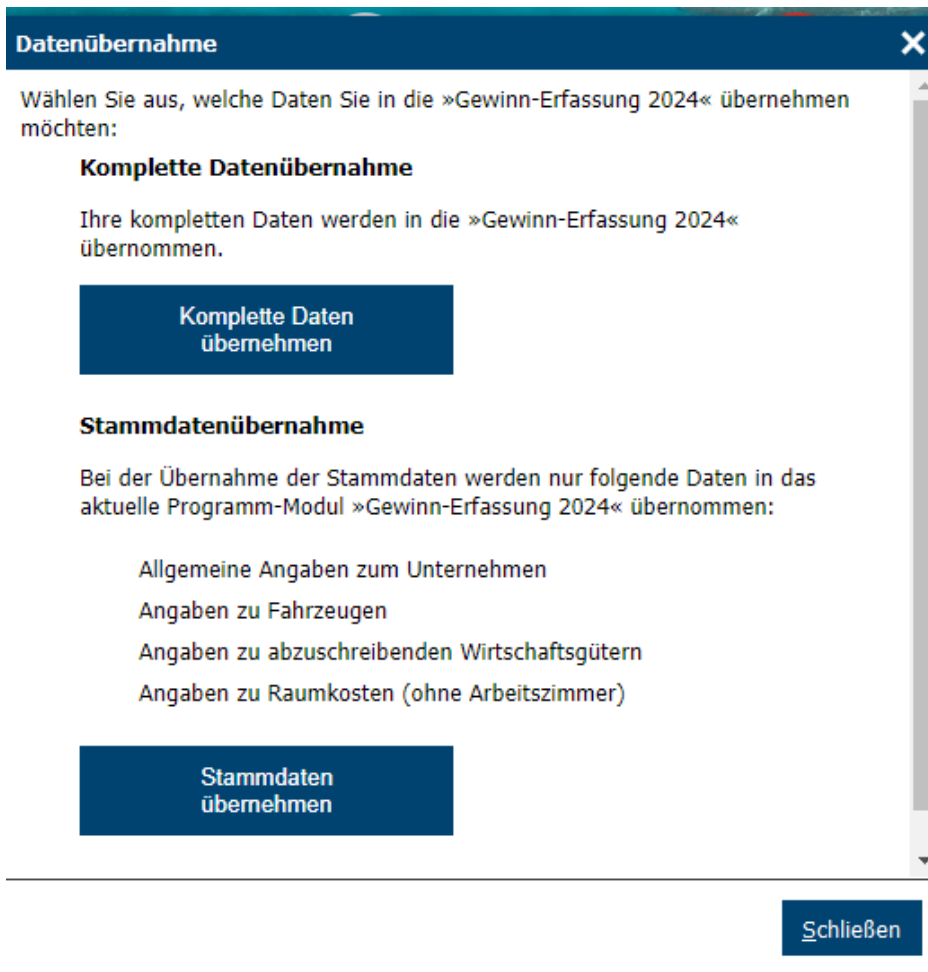 Datenübernahme
Wählen Sie aus, welche Daten Sie in die »Gewinn-Erfassung 2024« übernehmen
möchten:
Komplette Datenübernahme
Ihre kompletten Daten werden in die »Gewinn-Erfassung 2024«
übernommen.
Komplette Daten
übernehmen
Stammdatenübernahme
Bei der Übernahme der Stammdaten werden nur folgende Daten in das
aktuelle Programm-Modul »Gewinn-Erfassung 2024« übernommen:
Allgemeine Angaben zum Unternehmen
Angaben zu Fahrzeugen
Angaben zu abzuschreibenden Wirtschaftsgütern
Angaben zu Raumkosten (ohne Arbeitszimmer)
Stammdaten
übernehmen
Schließen